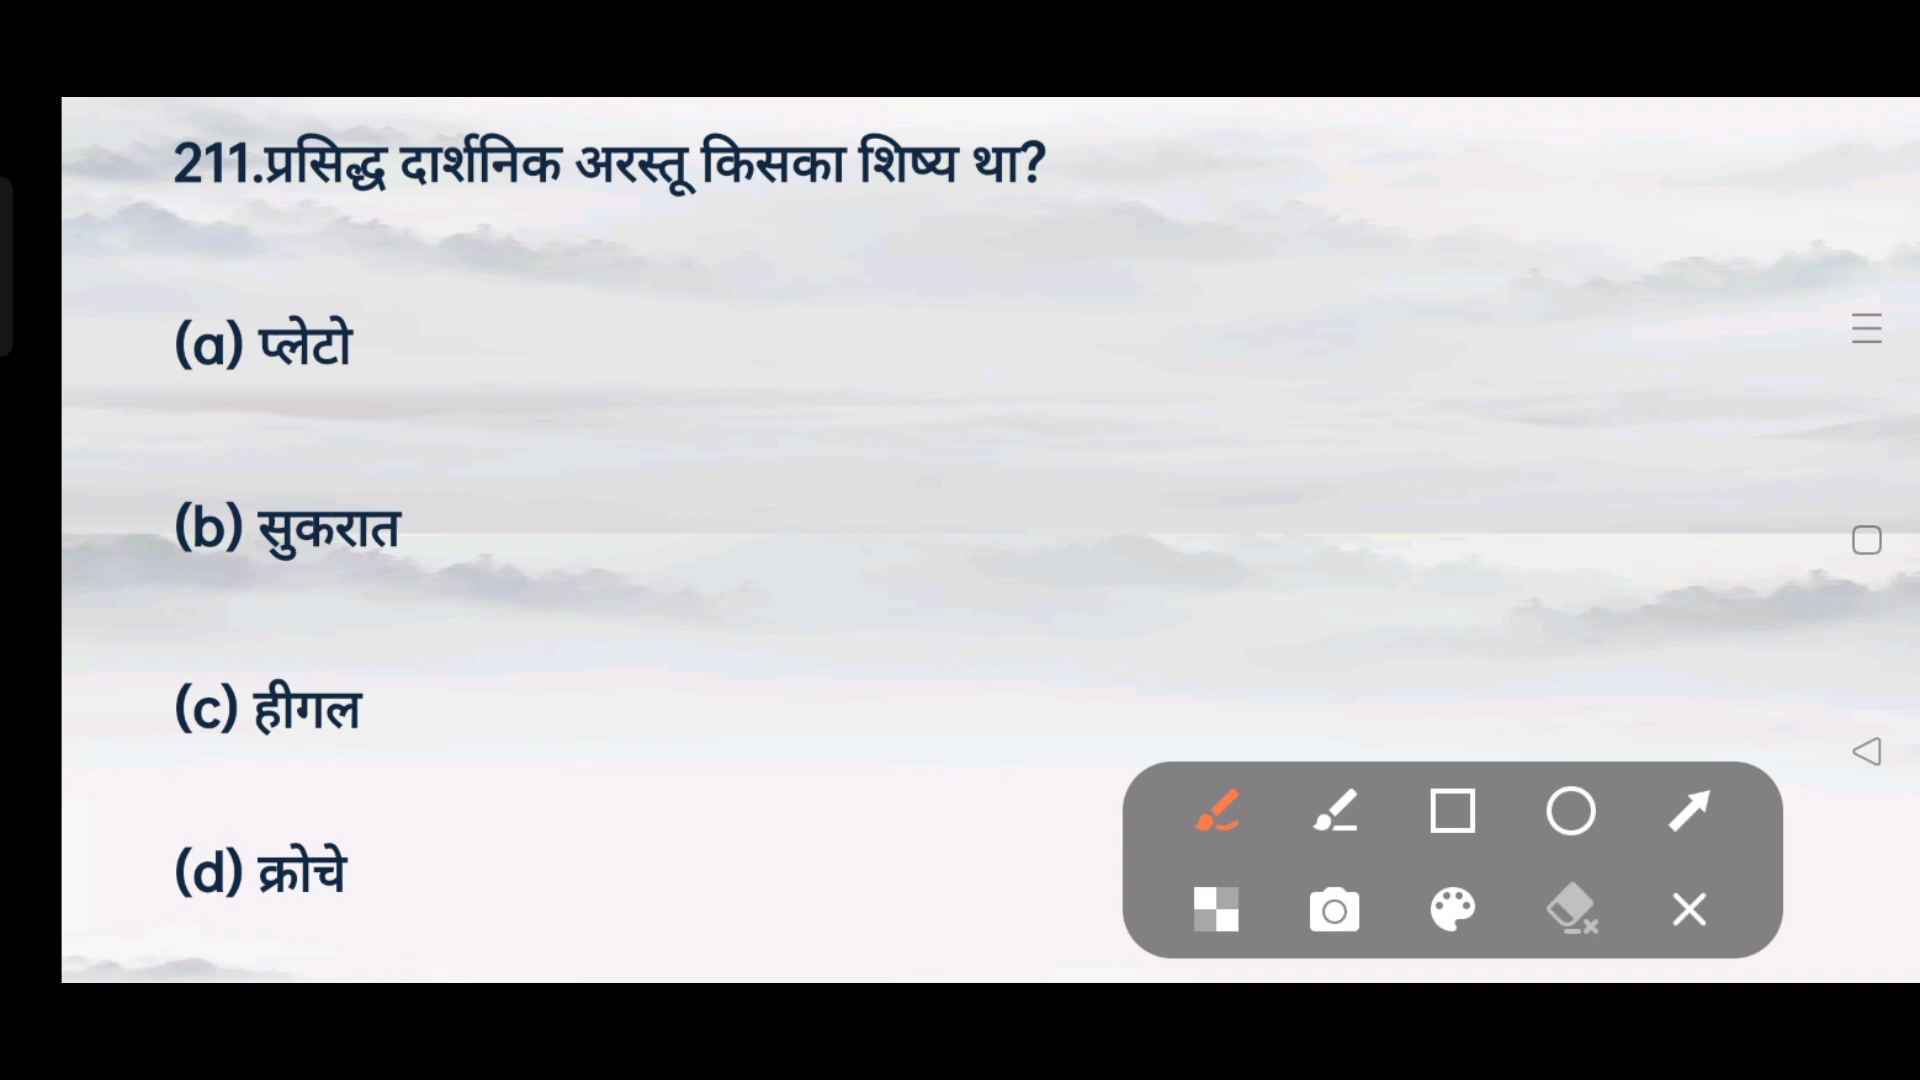 211.प्रसिद्ध दार्शनिक अरस्तू किसका शिष्य था?
(a) प्लेटो
(b) सुकरात
(c) हीगल
(d) क्रोचे